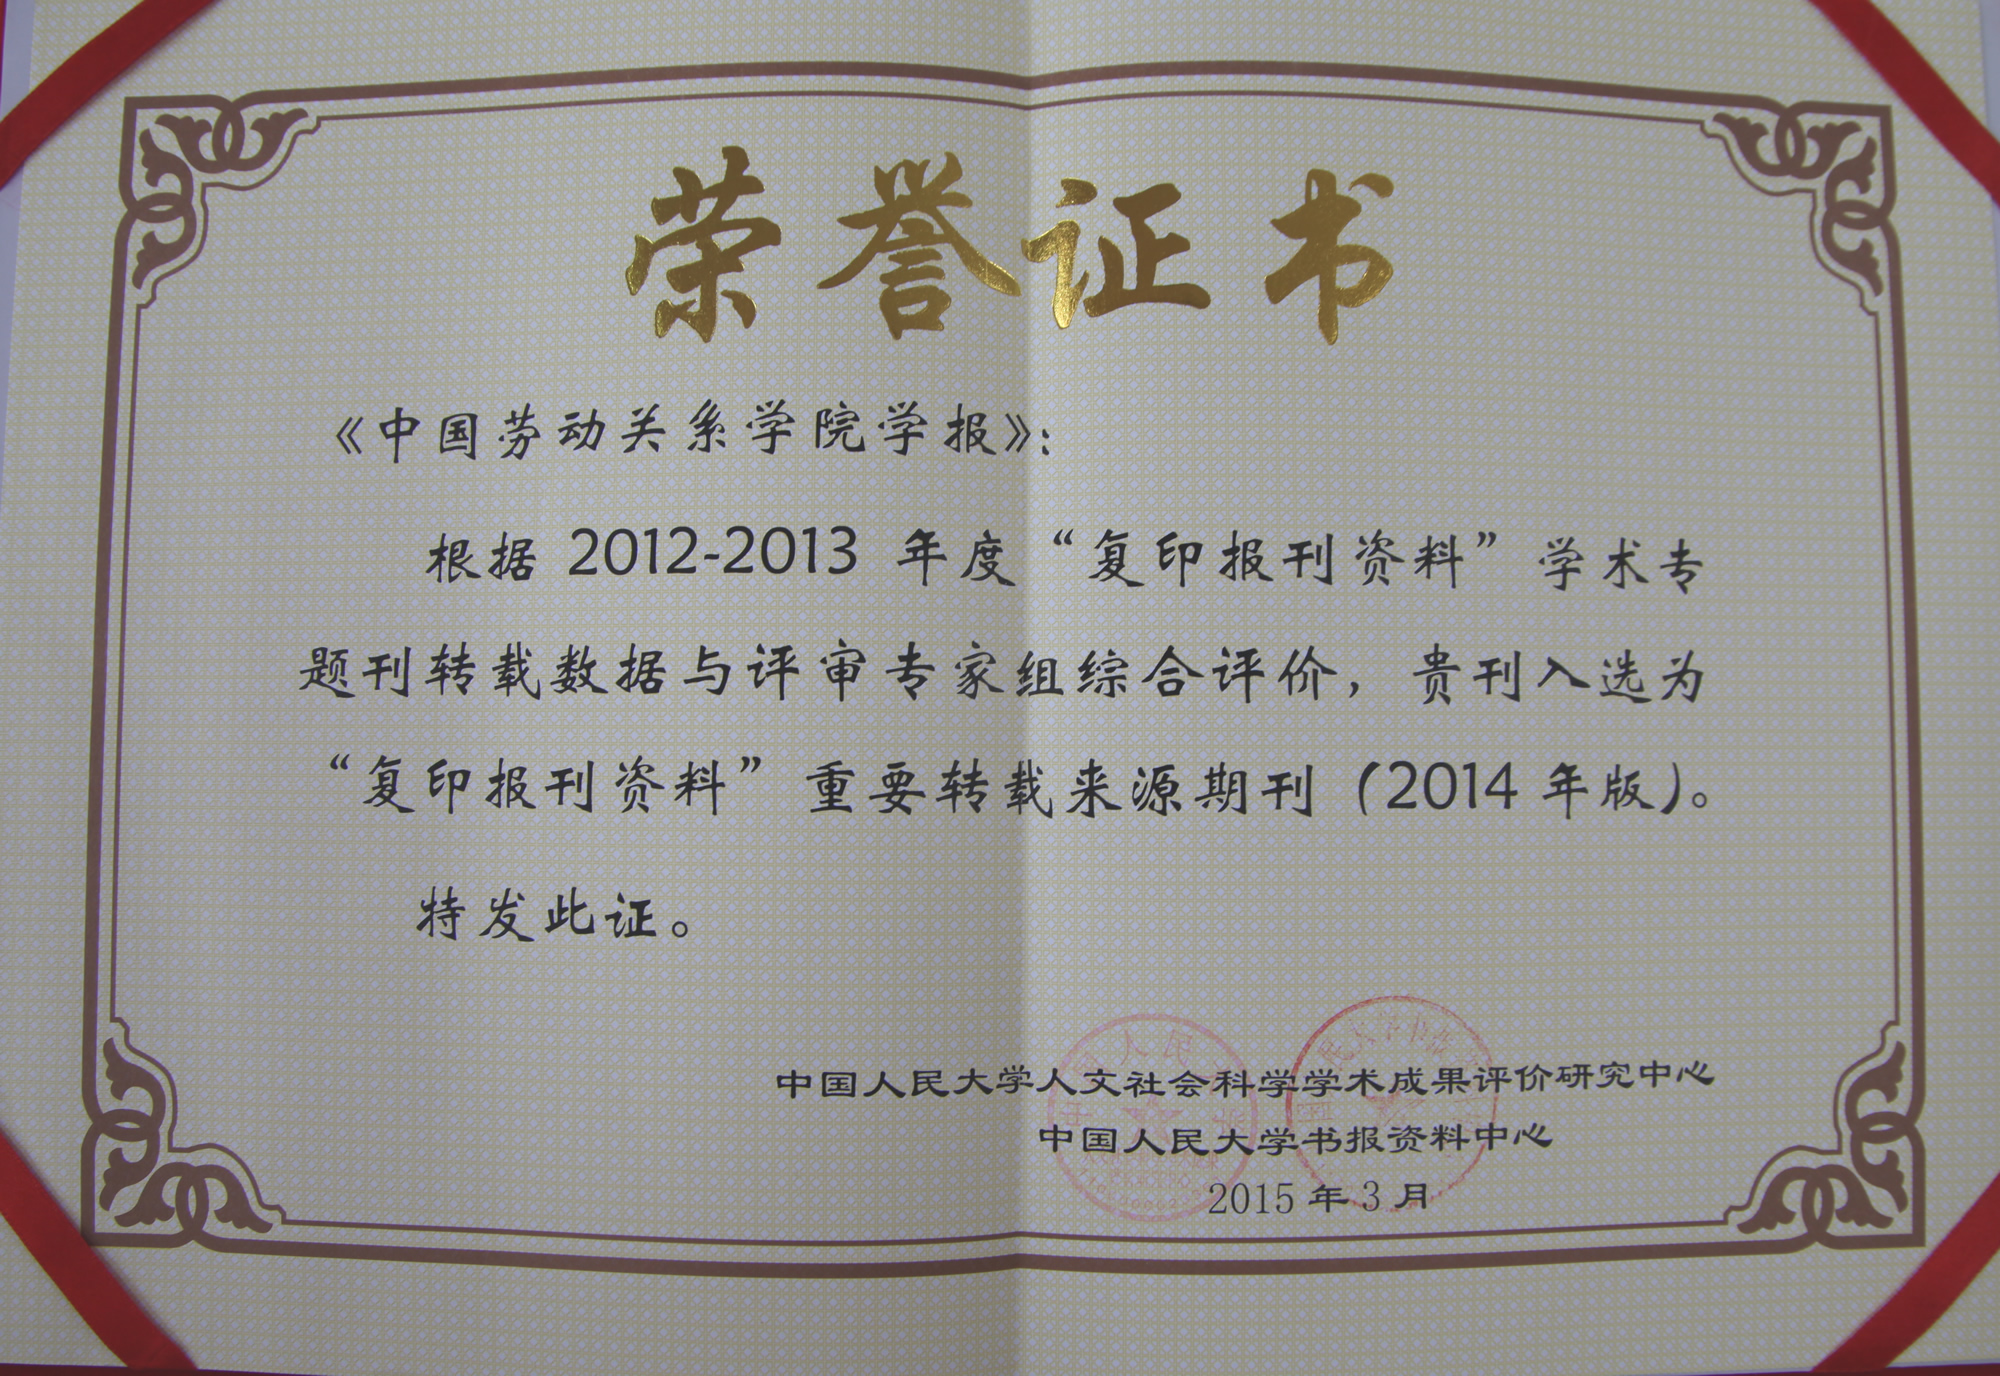 荣誉证书
《中国劳动关系学院学报》：
根据 2012-2013 年度“复印报刊资料”学术专
题刊转载数据与评审专家组综合评价，贵刊入选为
“复印报刊资料”重要转载来源期刊（2014 年版）。
特发此证。
中国人民大学人文社会科学学术成果评价研究中心
中国人民大学书报资料中心
2015 年 3 月